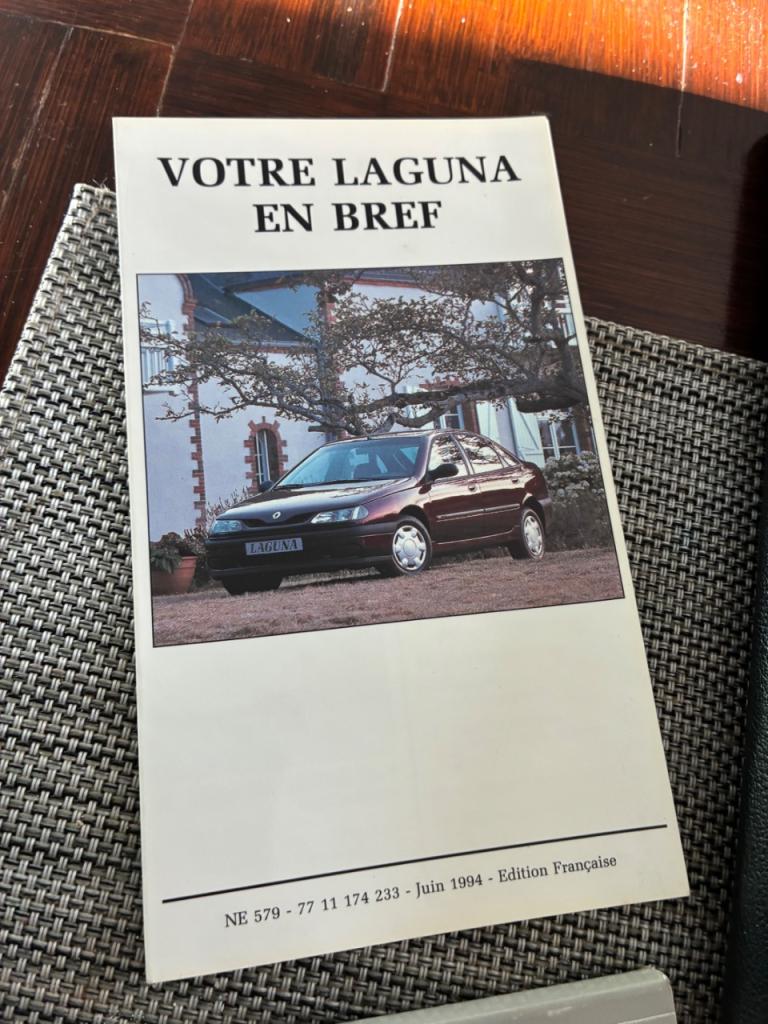 VOTRE LAGUNA
EN BREF
LAGUNA
NE 579 - 77 11 174 233 - Juin 1994 - Edition Française